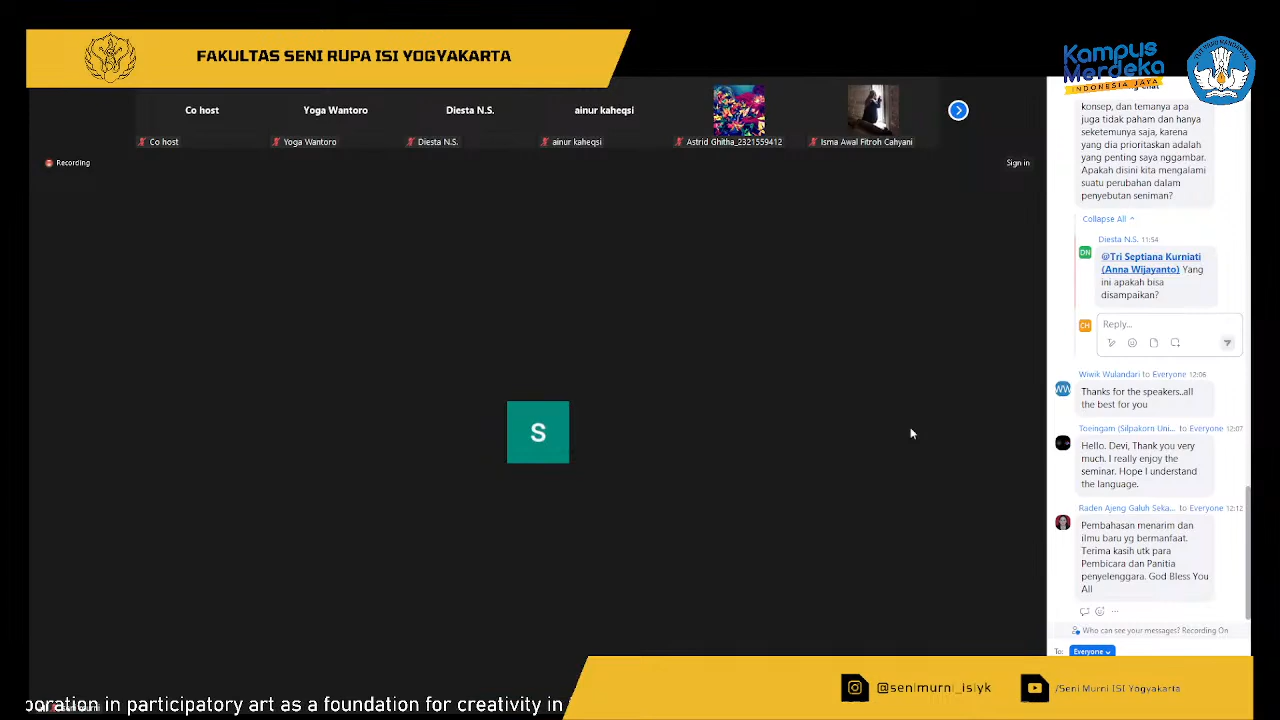 FAKULTAS SENI RUPA ISI YOGYAKARTA
Kampus
Merdeka
INDONESIA JAYA
TUT WURI HANDAYANI
Co host
Yoga Wantoro
Diesta N.S.
ainur kaheqsi
Co host
Yoga Wantoro
Diesta N.S.
ainur kaheqsi
Astrid Ghitha_2321559412
Isma Awal Fitroh Cahyani
Recording
Sign in
S
konsep, dan temanya apa
juga tidak paham dan hanya
seketemunya saja, karena
yang dia prioritaskan adalah
yang penting saya nggambar.
Apakah disini kita mengalami
suatu perubahan dalam
penyebutan seniman?
Collapse All
Diesta N.S. 11:54
DN
@Tri Septiana Kurniati
(Anna Wijayanto) Yang
ini apakah bisa
disampaikan?
CH
Reply...
Wiwik Wulandari to Everyone 12:06
WW
Thanks for the speakers..all
the best for you
Toeingam (Silpakorn Uni... to Everyone 12:07
Hello. Devi, Thank you very
much. I really enjoy the
seminar. Hope I understand
the language.
Raden Ajeng Galuh Seka... to Everyone 12:12
Pembahasan menarim dan
ilmu baru yg bermanfaat.
Terima kasih utk para
Pembicara dan Panitia
penyelenggara. God Bless You
All
Who can see your messages? Recording On
To: Everyone
@senimurni_isiyk
/Seni Murni ISI Yogyakarta
oration in participatory art as a foundation for creativity in